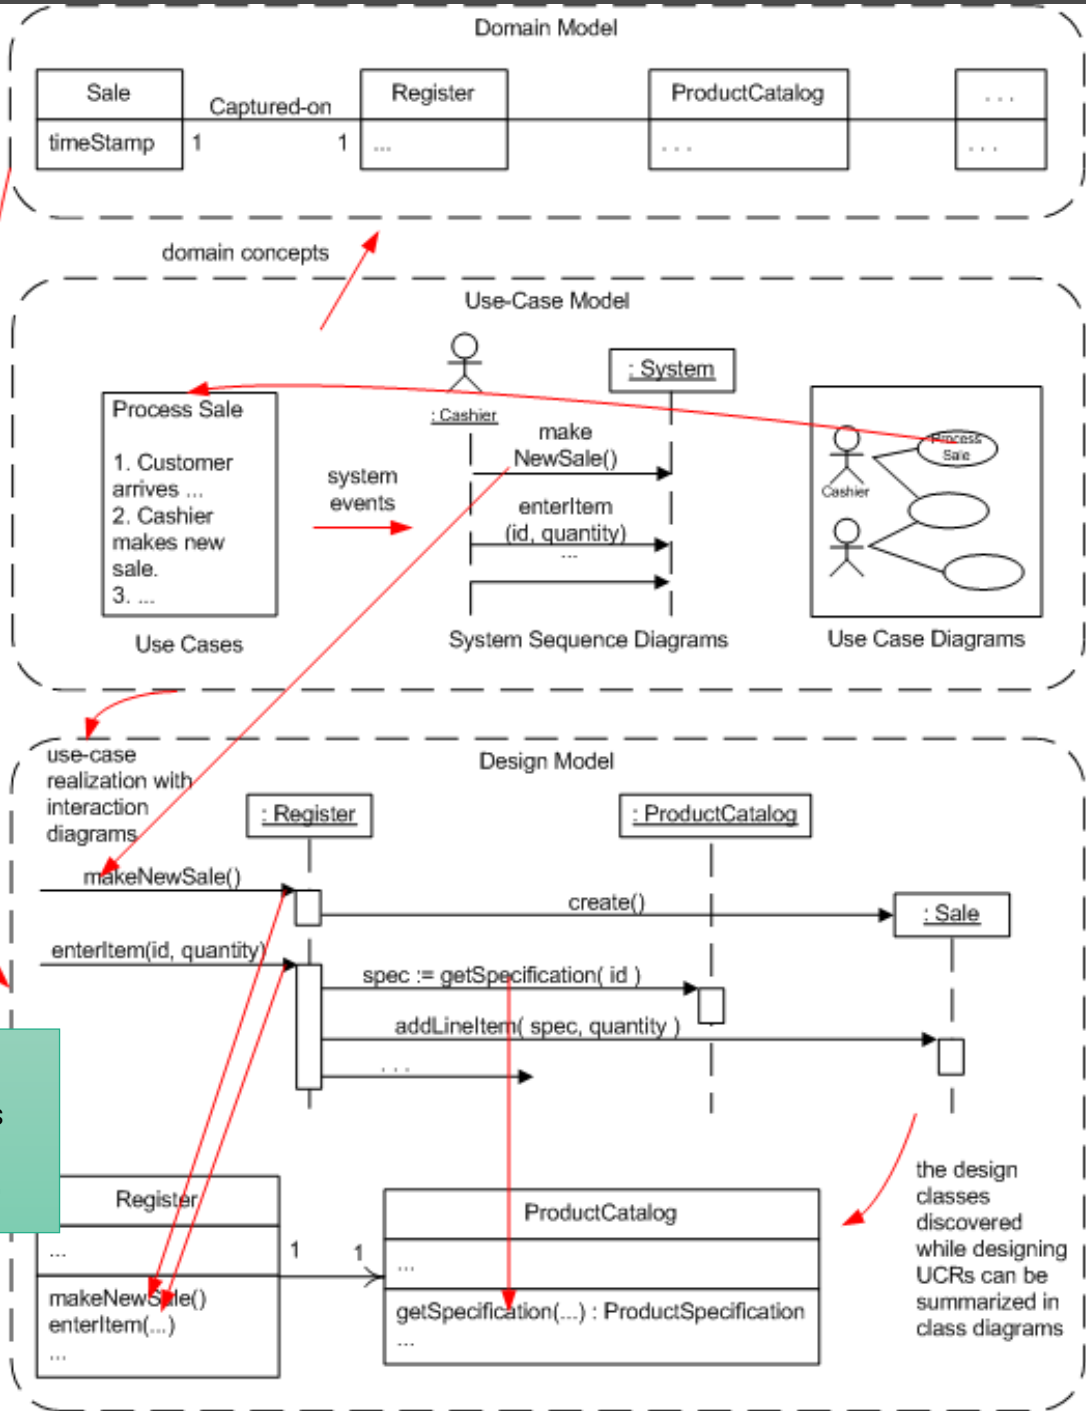 Domain Model
Sale
Captured-on
Register
ProductCatalog
. . .
timeStamp
1
1
...
. . .
. . .
domain concepts
Use-Case Model
Process Sale
1. Customer
arrives ...
2. Cashier
makes new
sale.
3. ...
Use Cases
system
events
: Cashier
: System
make
NewSale()
enterItem
(id, quantity)
...
System Sequence Diagrams
Process
Sale
Cashier
Use Case Diagrams
Design Model
use-case
realization with
interaction
diagrams
: Register
: ProductCatalog
makeNewSale()
create()
: Sale
enterItem(id, quantity)
spec := getSpecification( id )
addLineItem( spec, quantity )
. . .
s
the design
classes
discovered
while designing
UCRs can be
summarized in
class diagrams
Register
...
makeNewSale()
enterItem(...)
...
1
1
ProductCatalog
...
getSpecification(...) : ProductSpecification
...